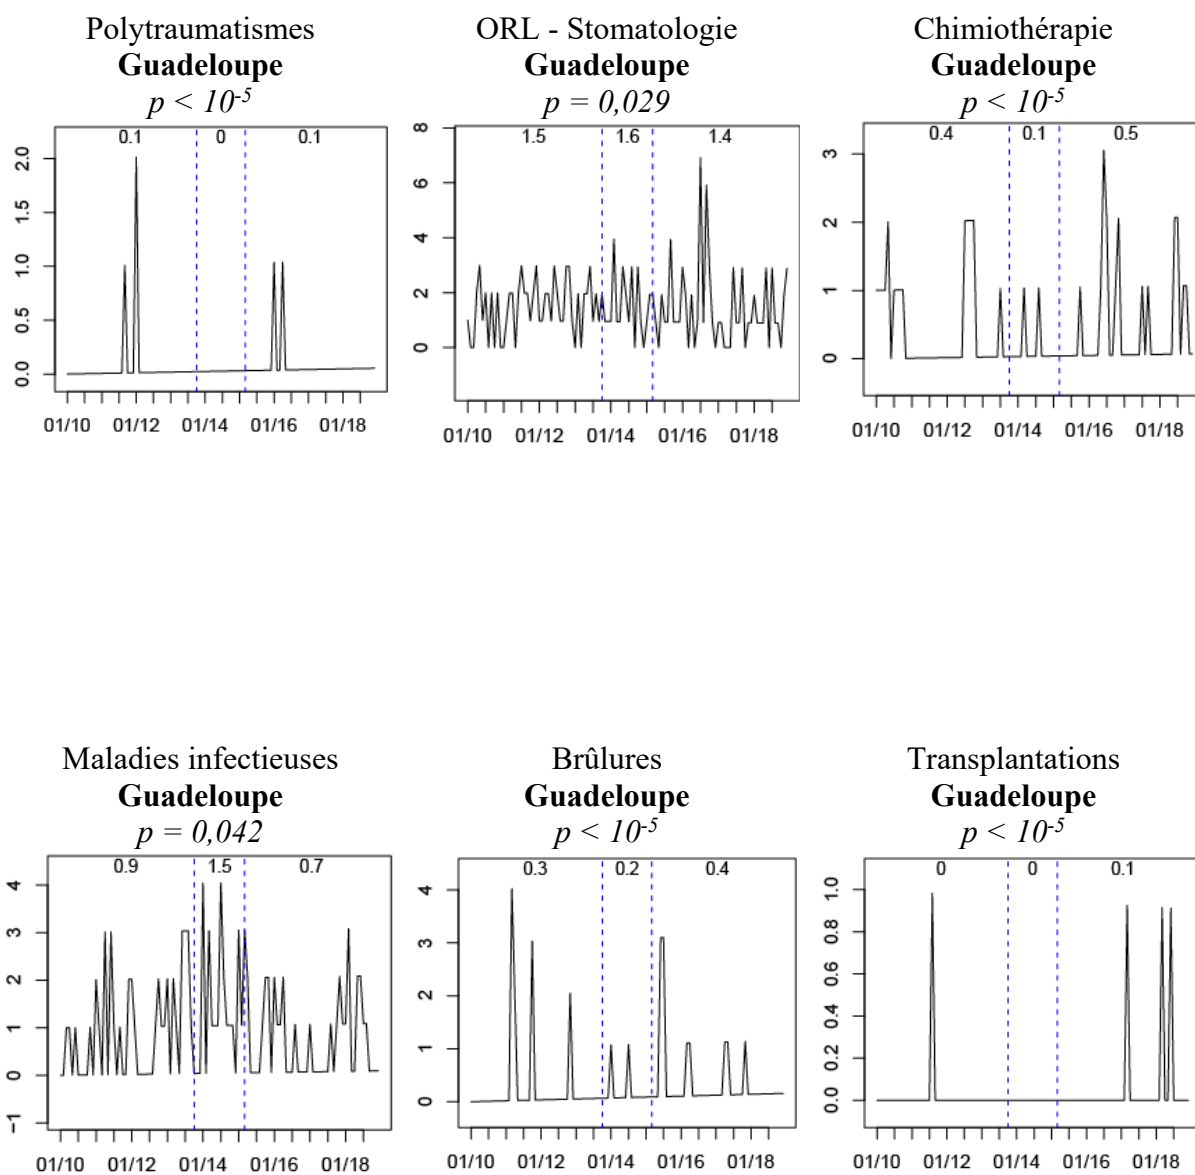 Polytraumatismes
Guadeloupe
p < 10-5
0.1 0 0.1
2.0
1.5
1.0
0.5
0.0
01/10 01/12 01/14 01/16 01/18
ORL - Stomatologie
Guadeloupe
p = 0,029
1.5 1.6 1.4
8
6
4
2
0
01/10 01/12 01/14 01/16 01/18
Chimiothérapie
Guadeloupe
p < 10-5
0.4 0.1 0.5
3
2
1
0
01/10 01/12 01/14 01/16 01/18
Maladies infectieuses
Guadeloupe
p = 0,042
0.9 1.5 0.7
4
3
2
1
0
−1
01/10 01/12 01/14 01/16 01/18
Brûlures
Guadeloupe
p < 10-5
0.3 0.2 0.4
4
3
2
1
0
01/10 01/12 01/14 01/16 01/18
Transplantations
Guadeloupe
p < 10-5
0 0 0.1
1.0
0.8
0.6
0.4
0.2
0.0
01/10 01/12 01/14 01/16 01/18